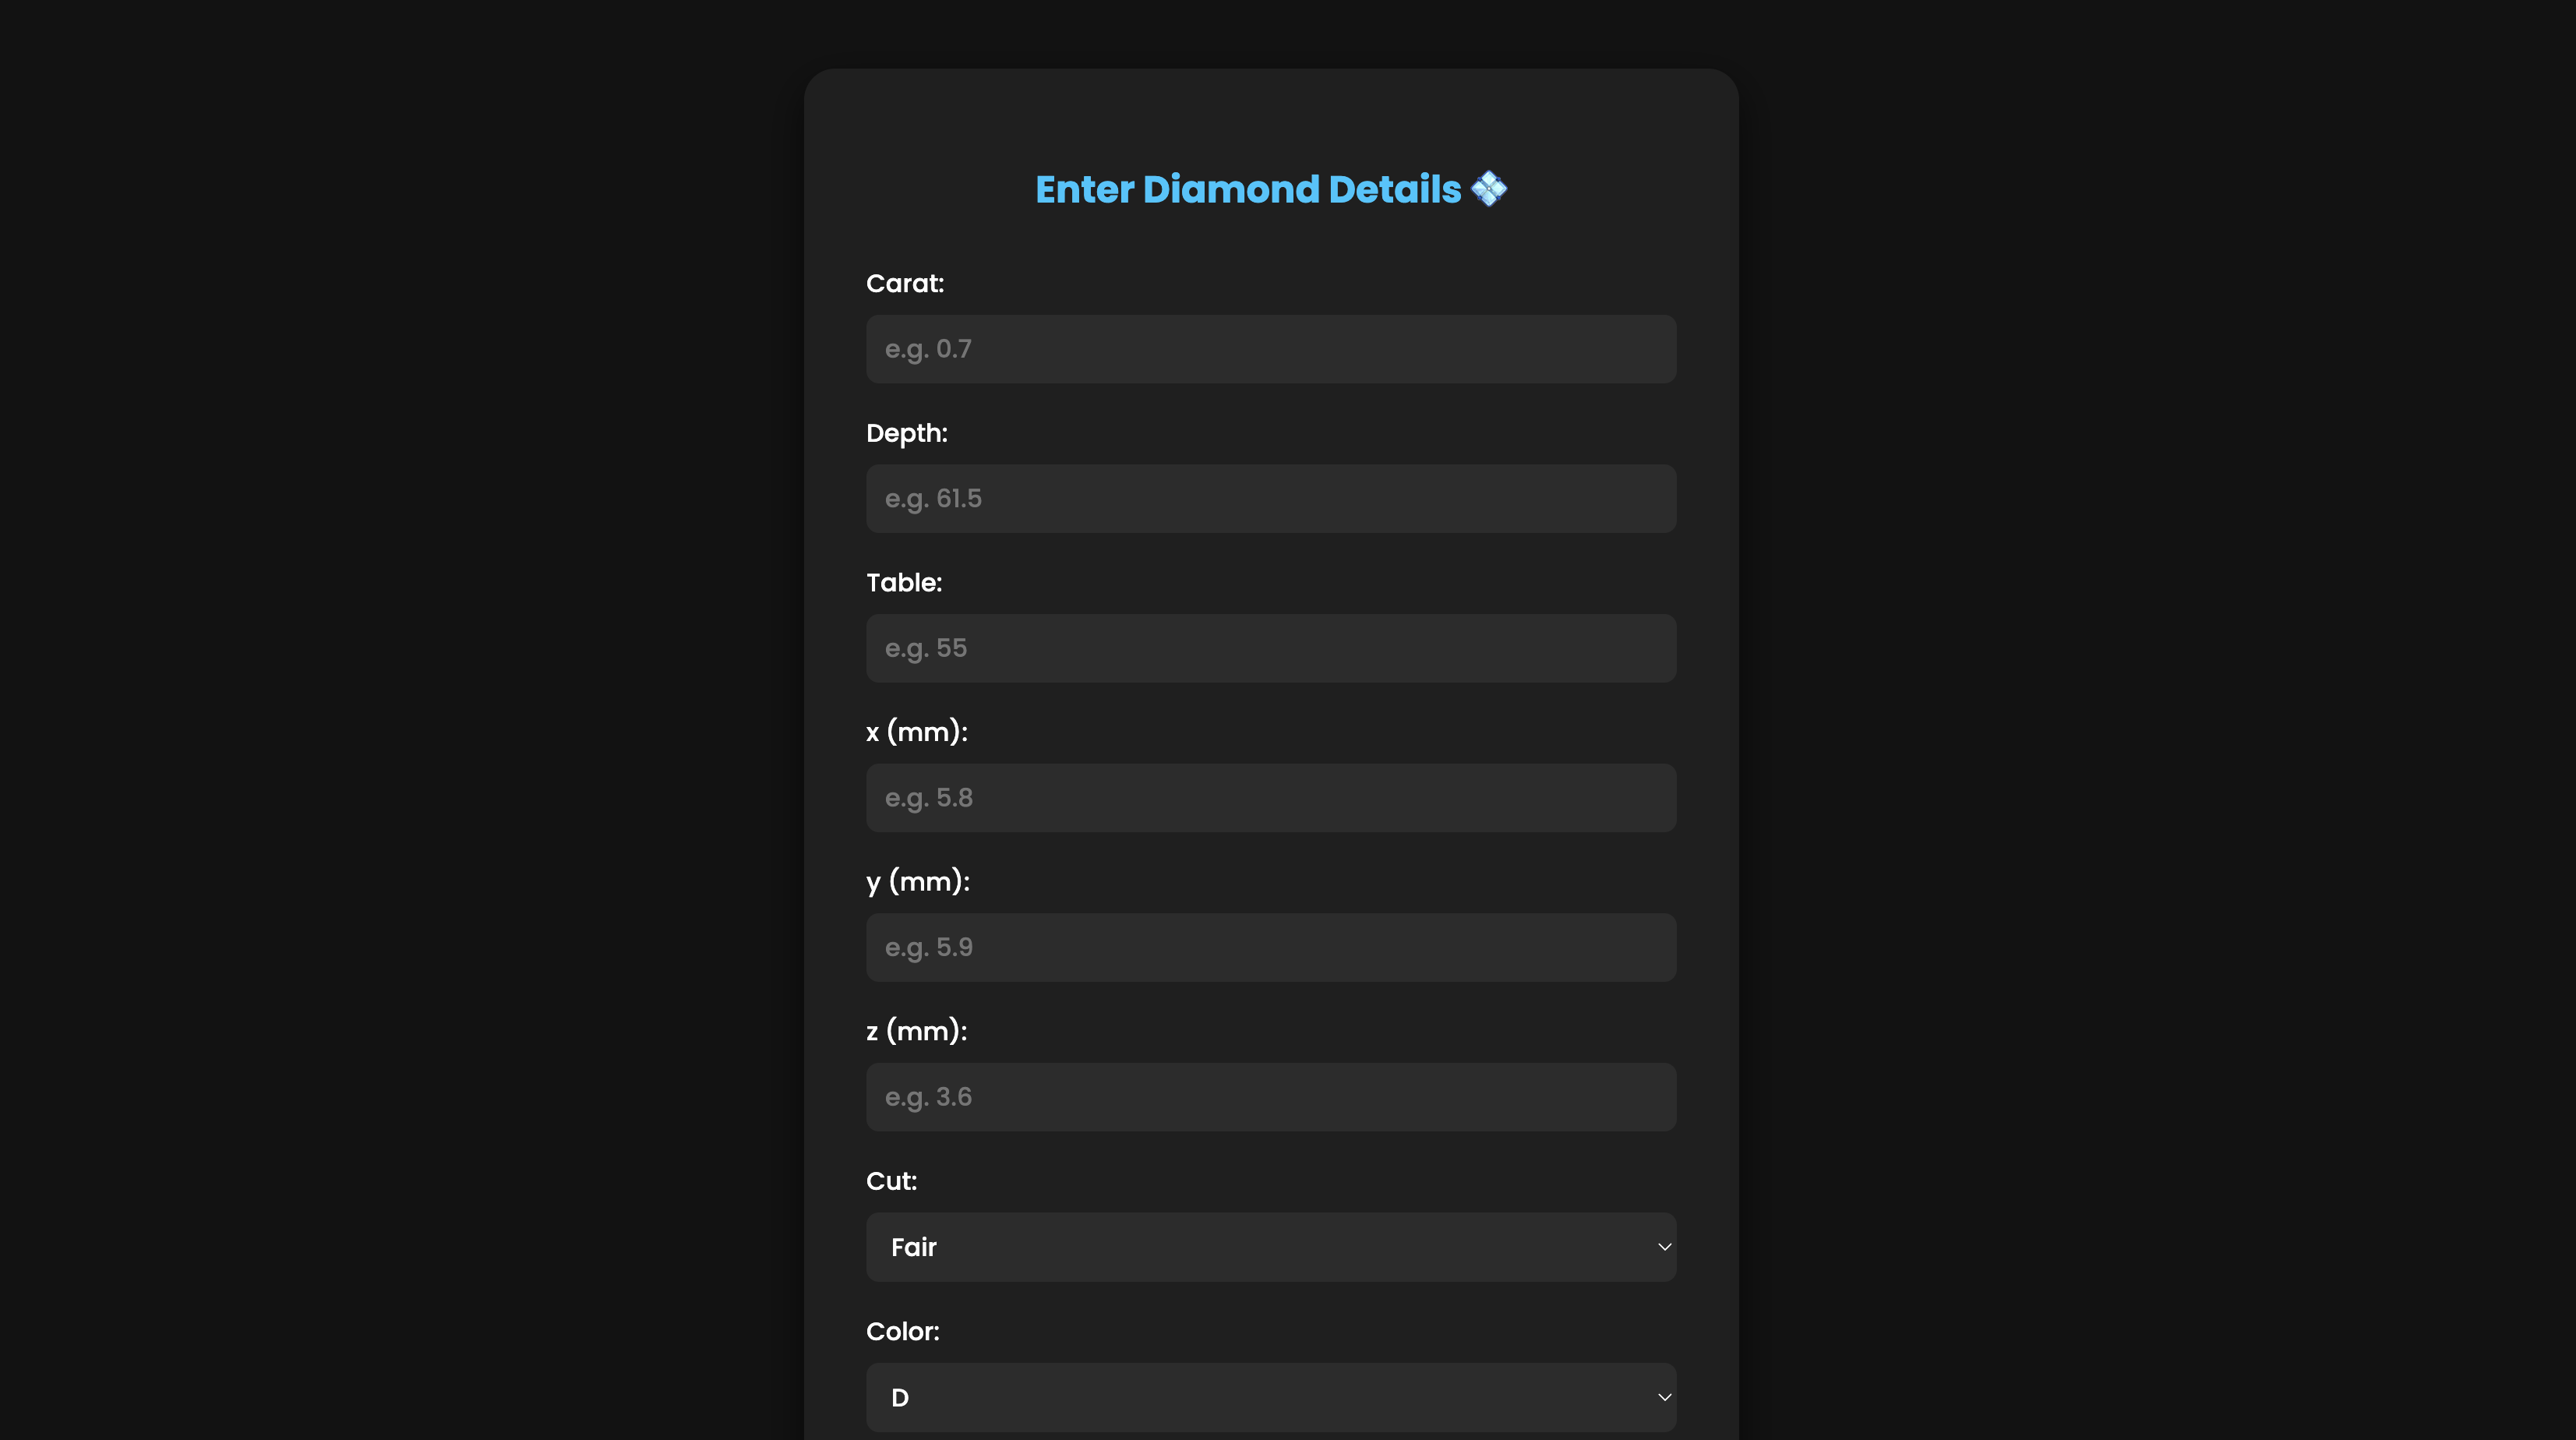 Enter Diamond Details 💠
Carat:
e.g. 0.7
Depth:
e.g. 61.5
Table:
e.g. 55
x (mm):
e.g. 5.8
y (mm):
e.g. 5.9
z (mm):
e.g. 3.6
Cut:
Fair
Color:
D